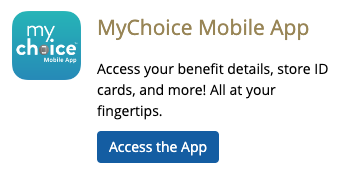 my
choice
Mobile App
MyChoice Mobile App
Access your benefit details, store ID
cards, and more! All at your
fingertips.
Access the App